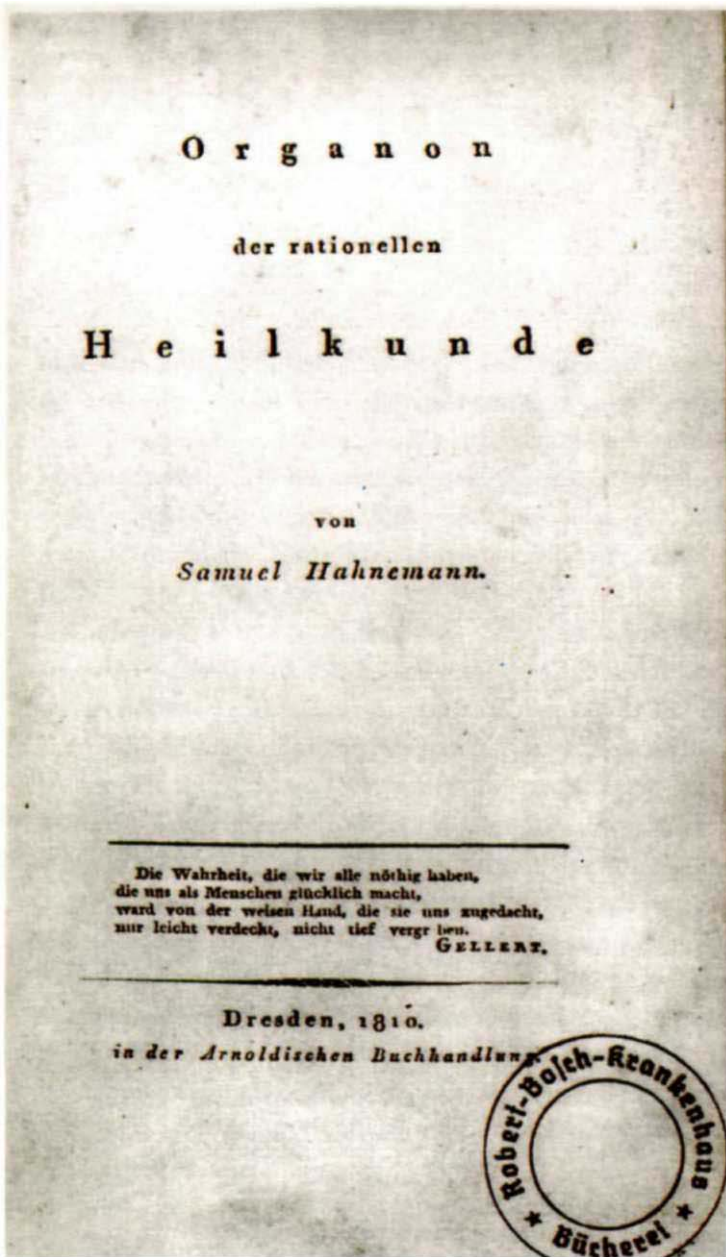 Organon
der rationellen
Heilkunde
von
Samuel Hahnemann.
Die Wahrheit, die wir alle nöthig haben,
die uns als Menschen glücklich macht,
ward von der weisen Hand, die sie uns zugedacht,
nur leicht verdeckt, nicht tief vergr ben.
GELLERT.
Dresden, 1810.
in der Arnoldischen Buchhandlung.
Robert-Boſch-Krankenhaus
* Bücherei *